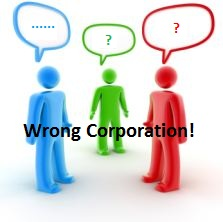 ...... ? ?
Wrong Corporation!